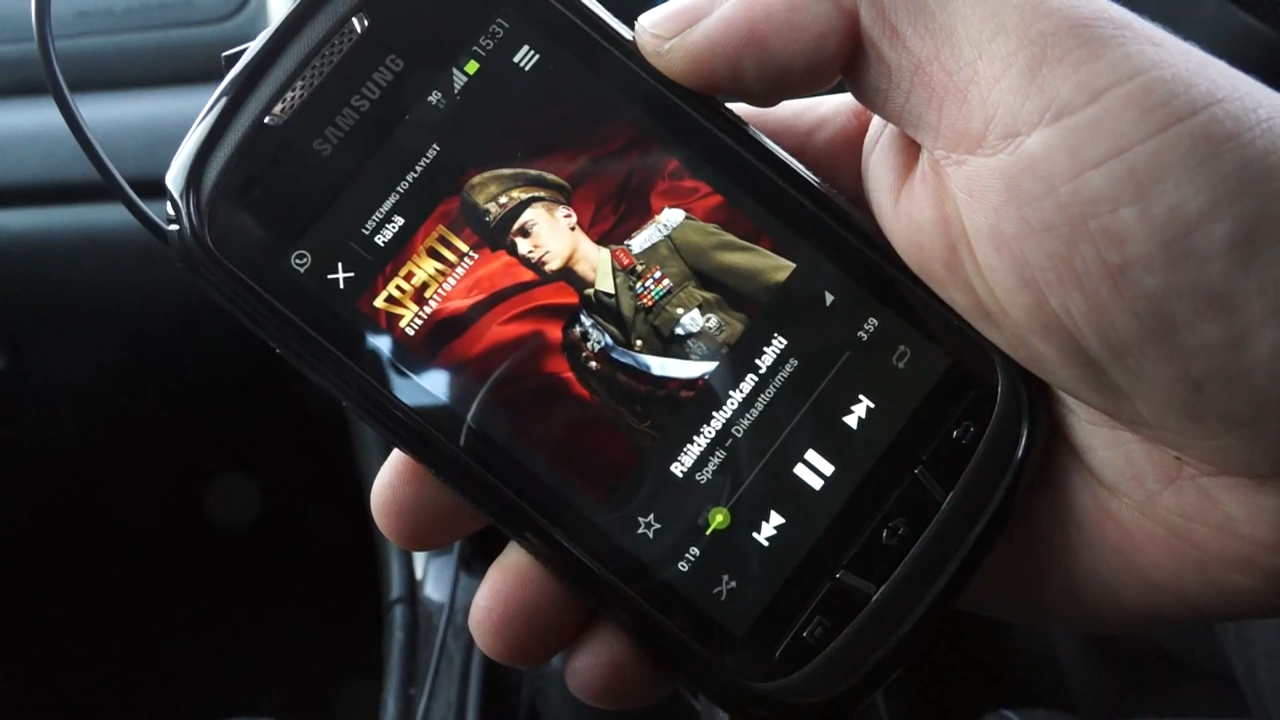 SAMSUNG
3G
15:31
LISTENING TO PLAYLIST
Räbä
SPEKTI
DIKTAATTORIMIES
Räikkösluokan Jahti
Spekti – Diktaattorimies
0:19
3:59